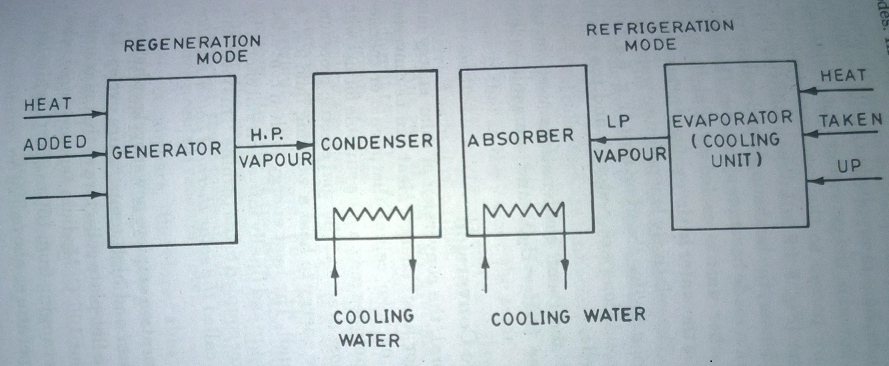 REGENERATION
MODE
HEAT
ADDED
GENERATOR
H.P.
VAPOUR
CONDENSER
COOLING
WATER
REFRIGERATION
MODE
ABSORBER
LP
VAPOUR
EVAPORATOR
( COOLING
UNIT )
HEAT
TAKEN
UP
COOLING WATER